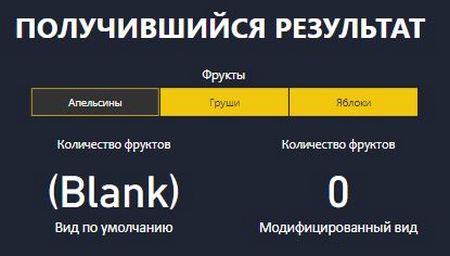 ПОЛУЧИВШИЙСЯ РЕЗУЛЬТАТ
Фрукты
Апельсины Груши Яблоки
Количество фруктов Количество фруктов
(Blank) 0
Вид по умолчанию Модифицированный вид